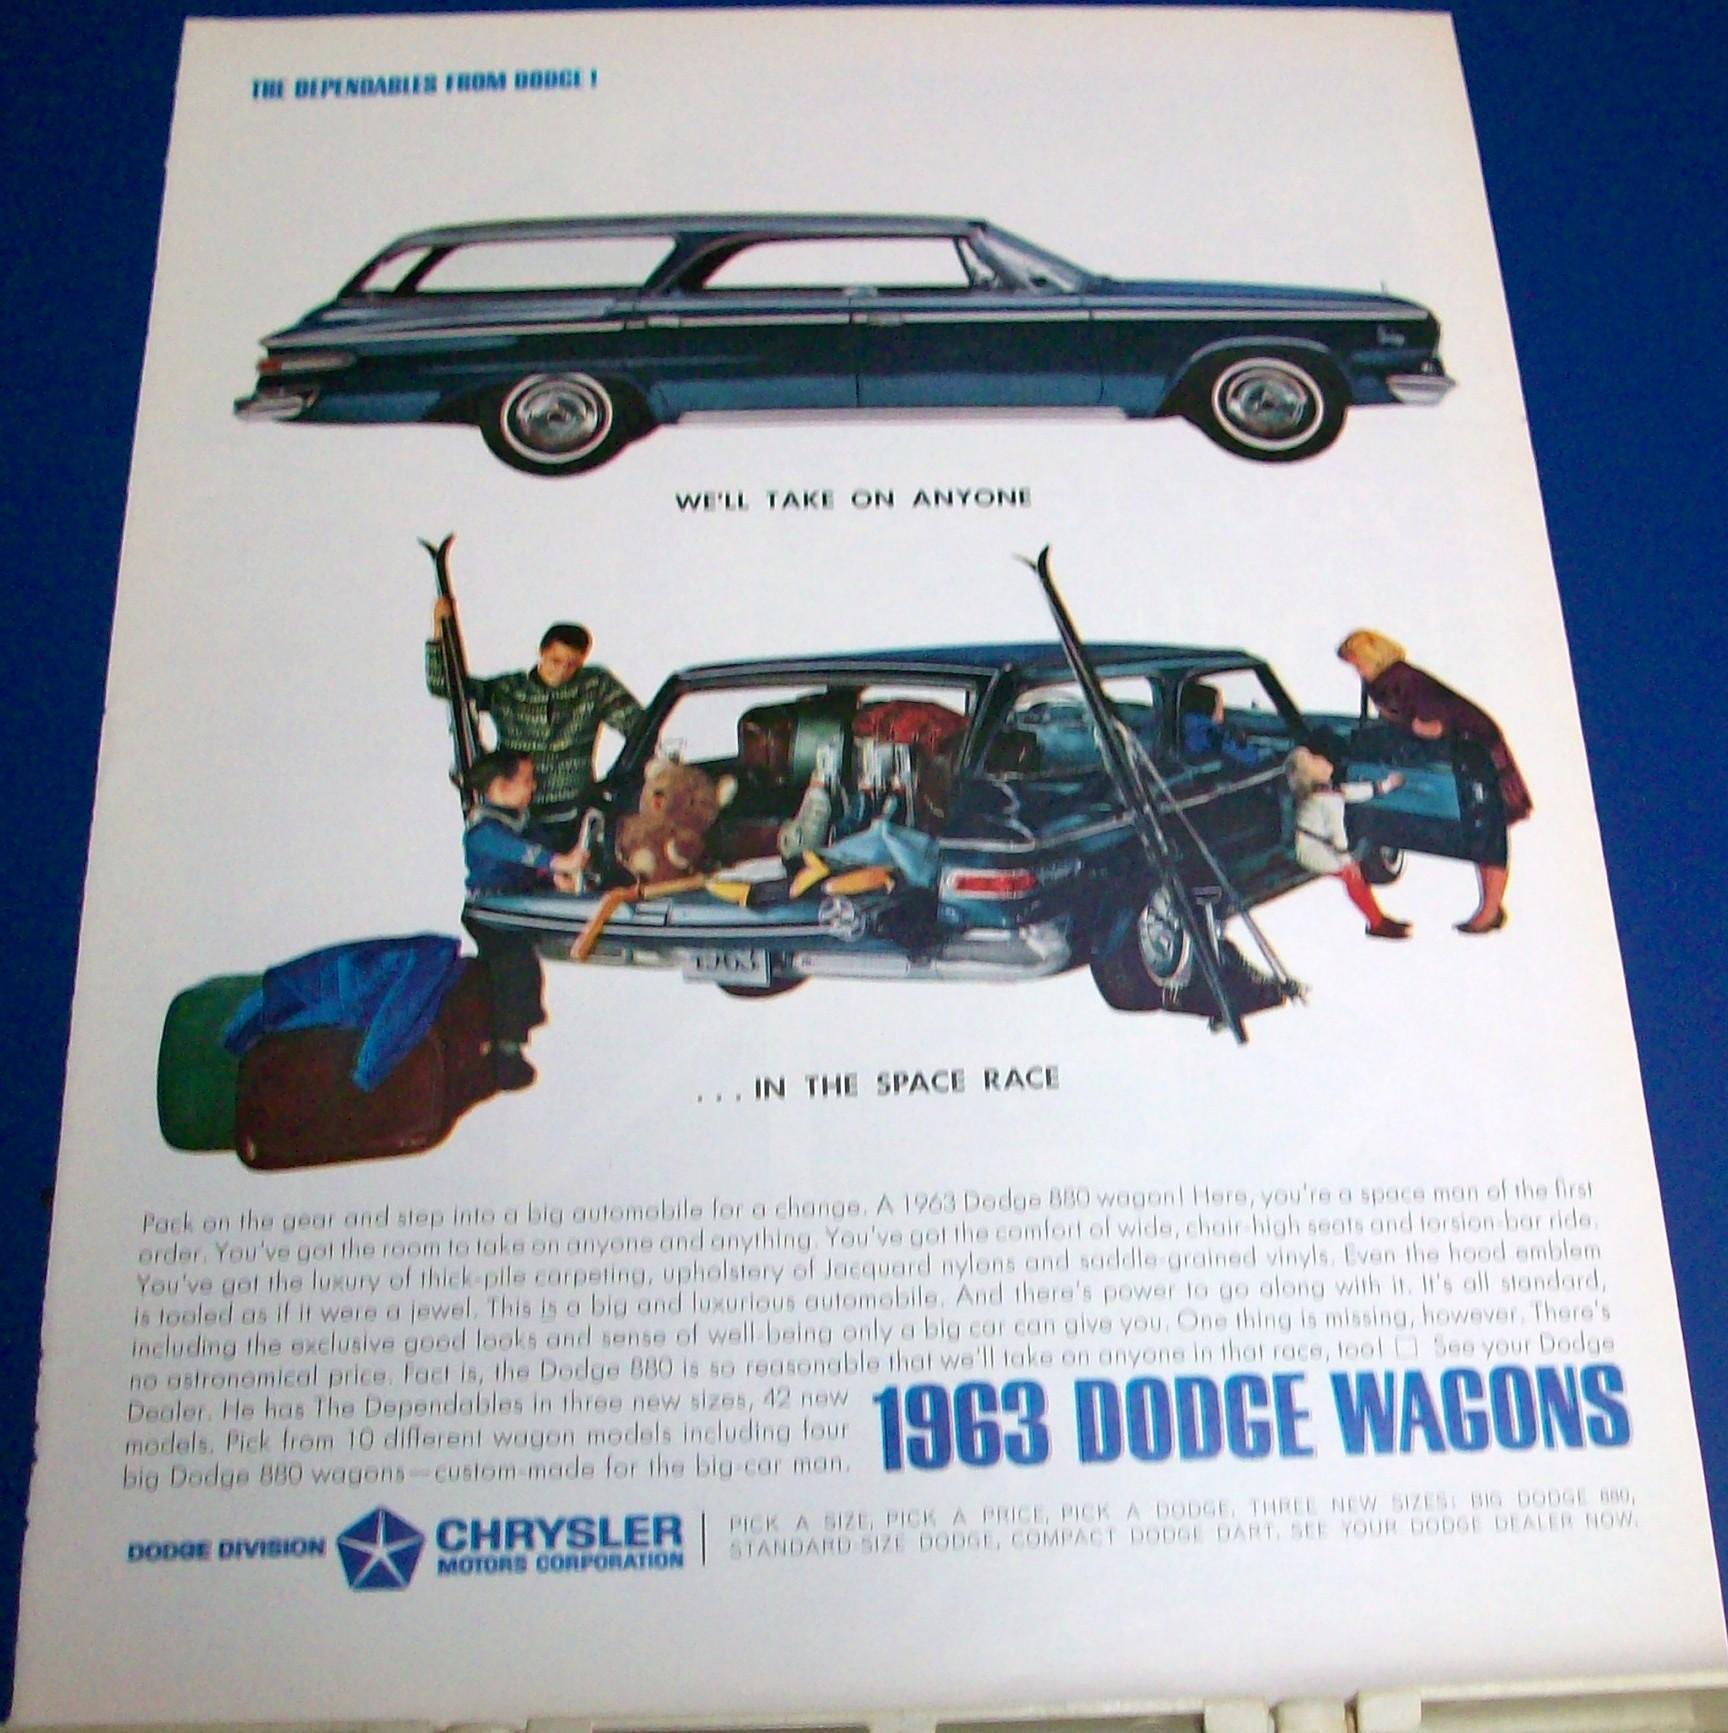 THE DEPENDABLES FROM DODGE!
WE'LL TAKE ON ANYONE
1963
...IN THE SPACE RACE
Pack on the gear and step into a big automobile for a change. A 1963 Dodge 880 wagon! Here, you're a space man of the first
order. You've got the room to take on anyone and anything. You've got the comfort of wide, chair-high seats and torsion-bar ride.
You've got the luxury of thick-pile carpeting, upholstery of Jacquard nylons and saddle-grained vinyls. Even the hood emblem
is tooled as if it were a jewel. This is a big and luxurious automobile. And there's power to go along with it. It's all standard,
including the exclusive good looks and sense of well-being only a big car can give you. One thing is missing, however. There's
no astronomical price. Fact is, the Dodge 880 is so reasonable that we'll take on anyone in that race, too! □ See your Dodge
Dealer. He has The Dependables in three new sizes, 42 new
models. Pick from 10 different wagon models including four
big Dodge 880 wagons—custom-made for the big-car man.
1963 DODGE WAGONS
DODGE DIVISION
CHRYSLER
MOTORS CORPORATION
PICK A SIZE, PICK A PRICE, PICK A DODGE. THREE NEW SIZES: BIG DODGE 880,
STANDARD-SIZE DODGE, COMPACT DODGE DART. SEE YOUR DODGE DEALER NOW.